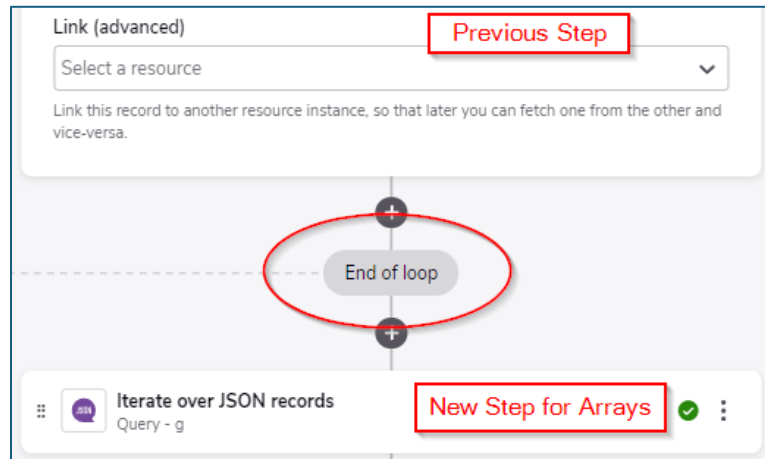 Link (advanced)
Previous Step
Select a resource
Link this record to another resource instance, so that later you can fetch one from the other and
vice-versa.
End of loop
JSON
Iterate over JSON records
Query - g
New Step for Arrays